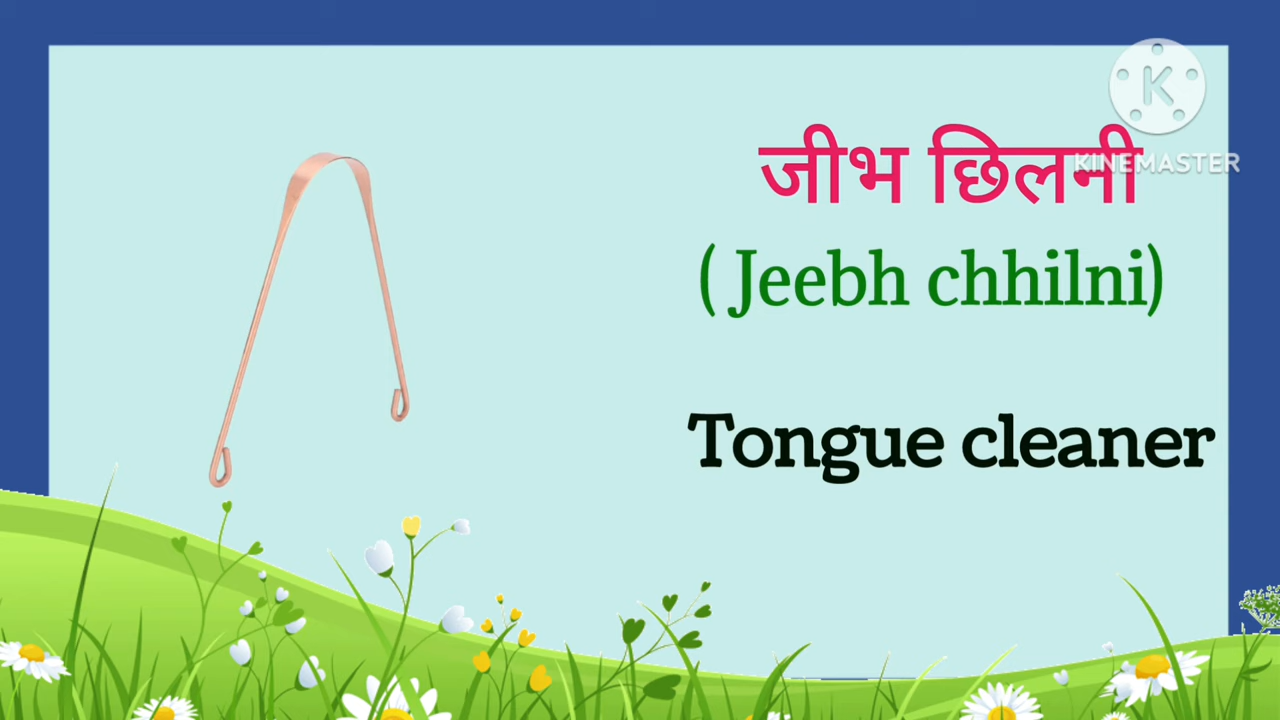 K
KINEMASTER
जीभ छिलनी
( Jeebh chhilni)
Tongue cleaner